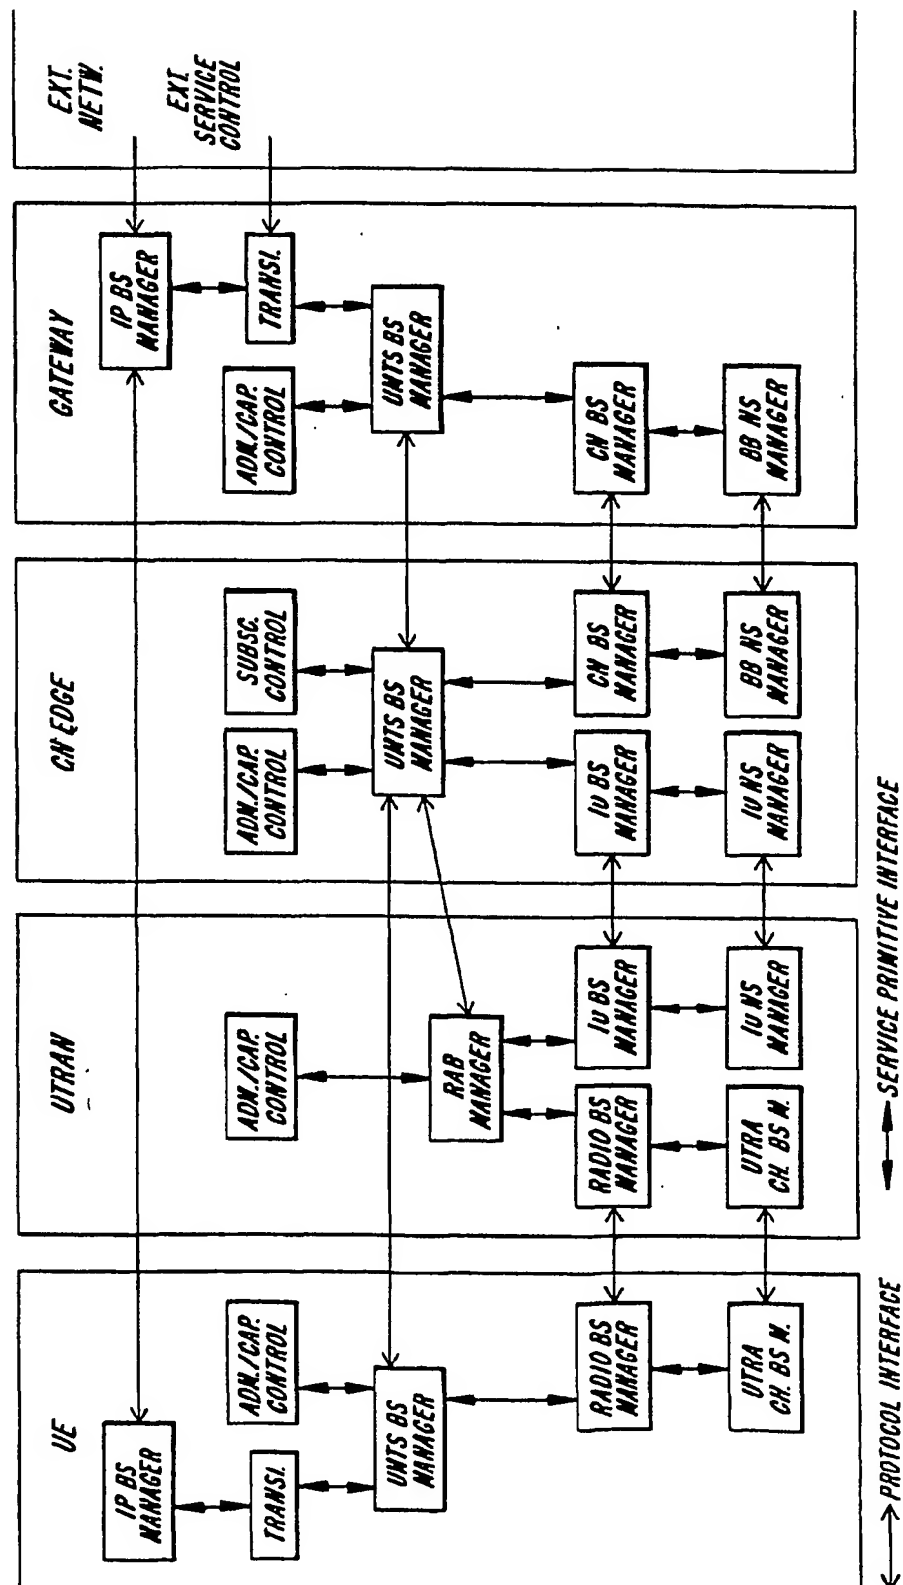 UE
IP BS
MANAGER
TRANSL.
ADM./CAP.
CONTROL
UMTS BS
MANAGER
RADIO BS
MANAGER
UTRA
CH. BS M.
UTRAN
ADM./CAP.
CONTROL
RAB
MANAGER
RADIO BS
MANAGER
IU BS
MANAGER
UTRA
CH. BS M.
IU NS
MANAGER
CN EDGE
ADM./CAP.
CONTROL
SUBSC.
CONTROL
UMTS BS
MANAGER
IU BS
MANAGER
CN BS
MANAGER
IU NS
MANAGER
BB NS
MANAGER
GATEWAY
IP BS
MANAGER
ADM./CAP.
CONTROL
TRANSL.
UMTS BS
MANAGER
CN BS
MANAGER
BB NS
MANAGER
EXT.
NETW.
EXT.
SERVICE
CONTROL
PROTOCOL INTERFACE
SERVICE PRIMITIVE INTERFACE